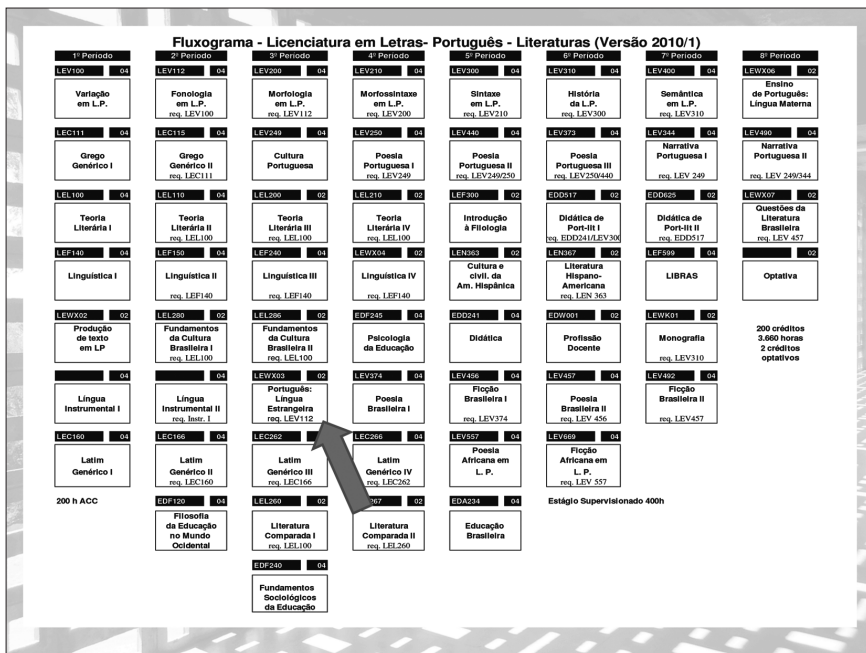 Fluxograma - Licenciatura em Letras- Português - Literaturas (Versão 2010/1)
1º Período
2º Período
3º Período
4º Período
5º Período
6º Período
7º Período
8º Período
LEV100 04
Variação
em L.P.
LEV112 04
Fonologia
em L.P.
req. LEV100
LEV200 04
Morfologia
em L.P.
req. LEV112
LEV210 04
Morfossintaxe
em L.P.
req. LEV200
LEV300 04
Sintaxe
em L.P.
req. LEV210
LEV310 04
História
da L.P.
req. LEV300
LEV400 04
Semântica
em L.P.
req. LEV310
LEWX06 02
Ensino
de Português:
Língua Materna
LEC111 04
Grego
Genérico I
LEC115 04
Grego
Genérico II
req. LEC111
LEV249 04
Cultura
Portuguesa
LEV250 04
Poesia
Portuguesa I
req. LEV249
LEV440 04
Poesia
Portuguesa II
req. LEV249/250
LEV373 04
Poesia
Portuguesa III
req. LEV250/440
LEV344 04
Narrativa
Portuguesa I
req. LEV 249
LEV490 04
Narrativa
Portuguesa II
req. LEV 249/344
LEL100 04
Teoria
Literária I
LEL110 04
Teoria
Literária II
req. LEL100
LEL200 02
Teoria
Literária III
req. LEL100
LEL210 02
Teoria
Literária IV
req. LEL100
LEF300 02
Introdução
à Filologia
EDD517 02
Didática de
Port-lit I
req. EDD241/LEV300
EDD625 02
Didática de
Port-lit II
req. EDD517
LEWX07 02
Questões da
Literatura
Brasileira
req. LEV 457
LEF140 04
Linguística I
LEF150 04
Linguística II
req. LEF140
LEF240 04
Linguística III
req. LEF140
LEWX04 02
Linguística IV
req. LEF140
LEN363 02
Cultura e
civil. da
Am. Hispânica
LEN367 02
Literatura
Hispano-
Americana
req. LEN 363
LEF599 04
LIBRAS
02
Optativa
LEWX02 04
Produção
de texto
em LP
LEL280 02
Fundamentos
da Cultura
Brasileira I
req. LEL100
LEL286 02
Fundamentos
da Cultura
Brasileira II
req. LEL100
EDF245 04
Psicologia
da Educação
EDD241 04
Didática
EDW001 04
Profissão
Docente
LEWK01 04
Monografia
req. LEV310
200 créditos
3.660 horas
2 créditos
optativos
04
Língua
Instrumental I
04
Língua
Instrumental II
req. Instr. I
LEWX03 02
Português:
Língua
Estrangeira
req. LEV112
LEV374 04
Poesia
Brasileira I
LEV456 04
Ficção
Brasileira I
req. LEV374
LEV457 04
Poesia
Brasileira II
req. LEV 456
LEV492 04
Ficção
Brasileira II
req. LEV457
LEC160 04
Latim
Genérico I
LEC166 04
Latim
Genérico II
req. LEC160
LEC262 04
Latim
Genérico III
req. LEC166
LEC266 04
Latim
Genérico IV
req. LEC262
LEV557 04
Poesia
Africana em
L. P.
LEV669 04
Ficção
Africana em
L. P.
req. LEV 557
200 h ACC
EDF120 04
Filosofia
da Educação
no Mundo
Ocidental
LEL260 02
Literatura
Comparada I
req. LEL100
267 02
Literatura
Comparada II
req. LEL260
EDA234 04
Educação
Brasileira
Estágio Supervisionado 400h
EDF240 04
Fundamentos
Sociológicos
da Educação